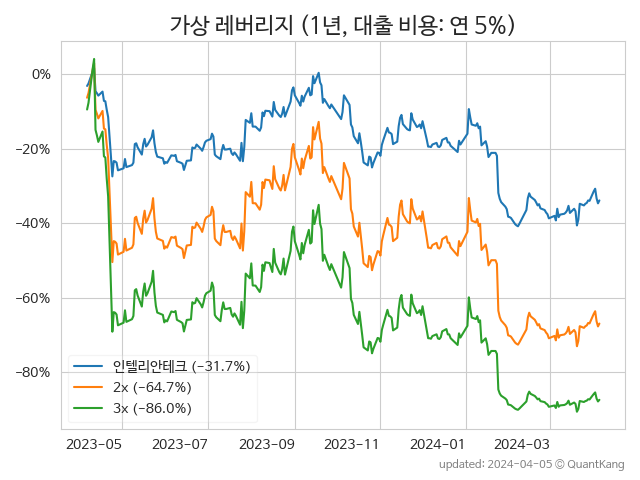 가상 레버리지 (1년, 대출 비용: 연 5%)
0%
−20%
−40%
−60%
−80%
인텔리안테크 (−31.7%)
2x (−64.7%)
3x (−86.0%)
2023-05 2023-07 2023-09 2023-11 2024-01 2024-03
updated: 2024-04-05 © QuantKang